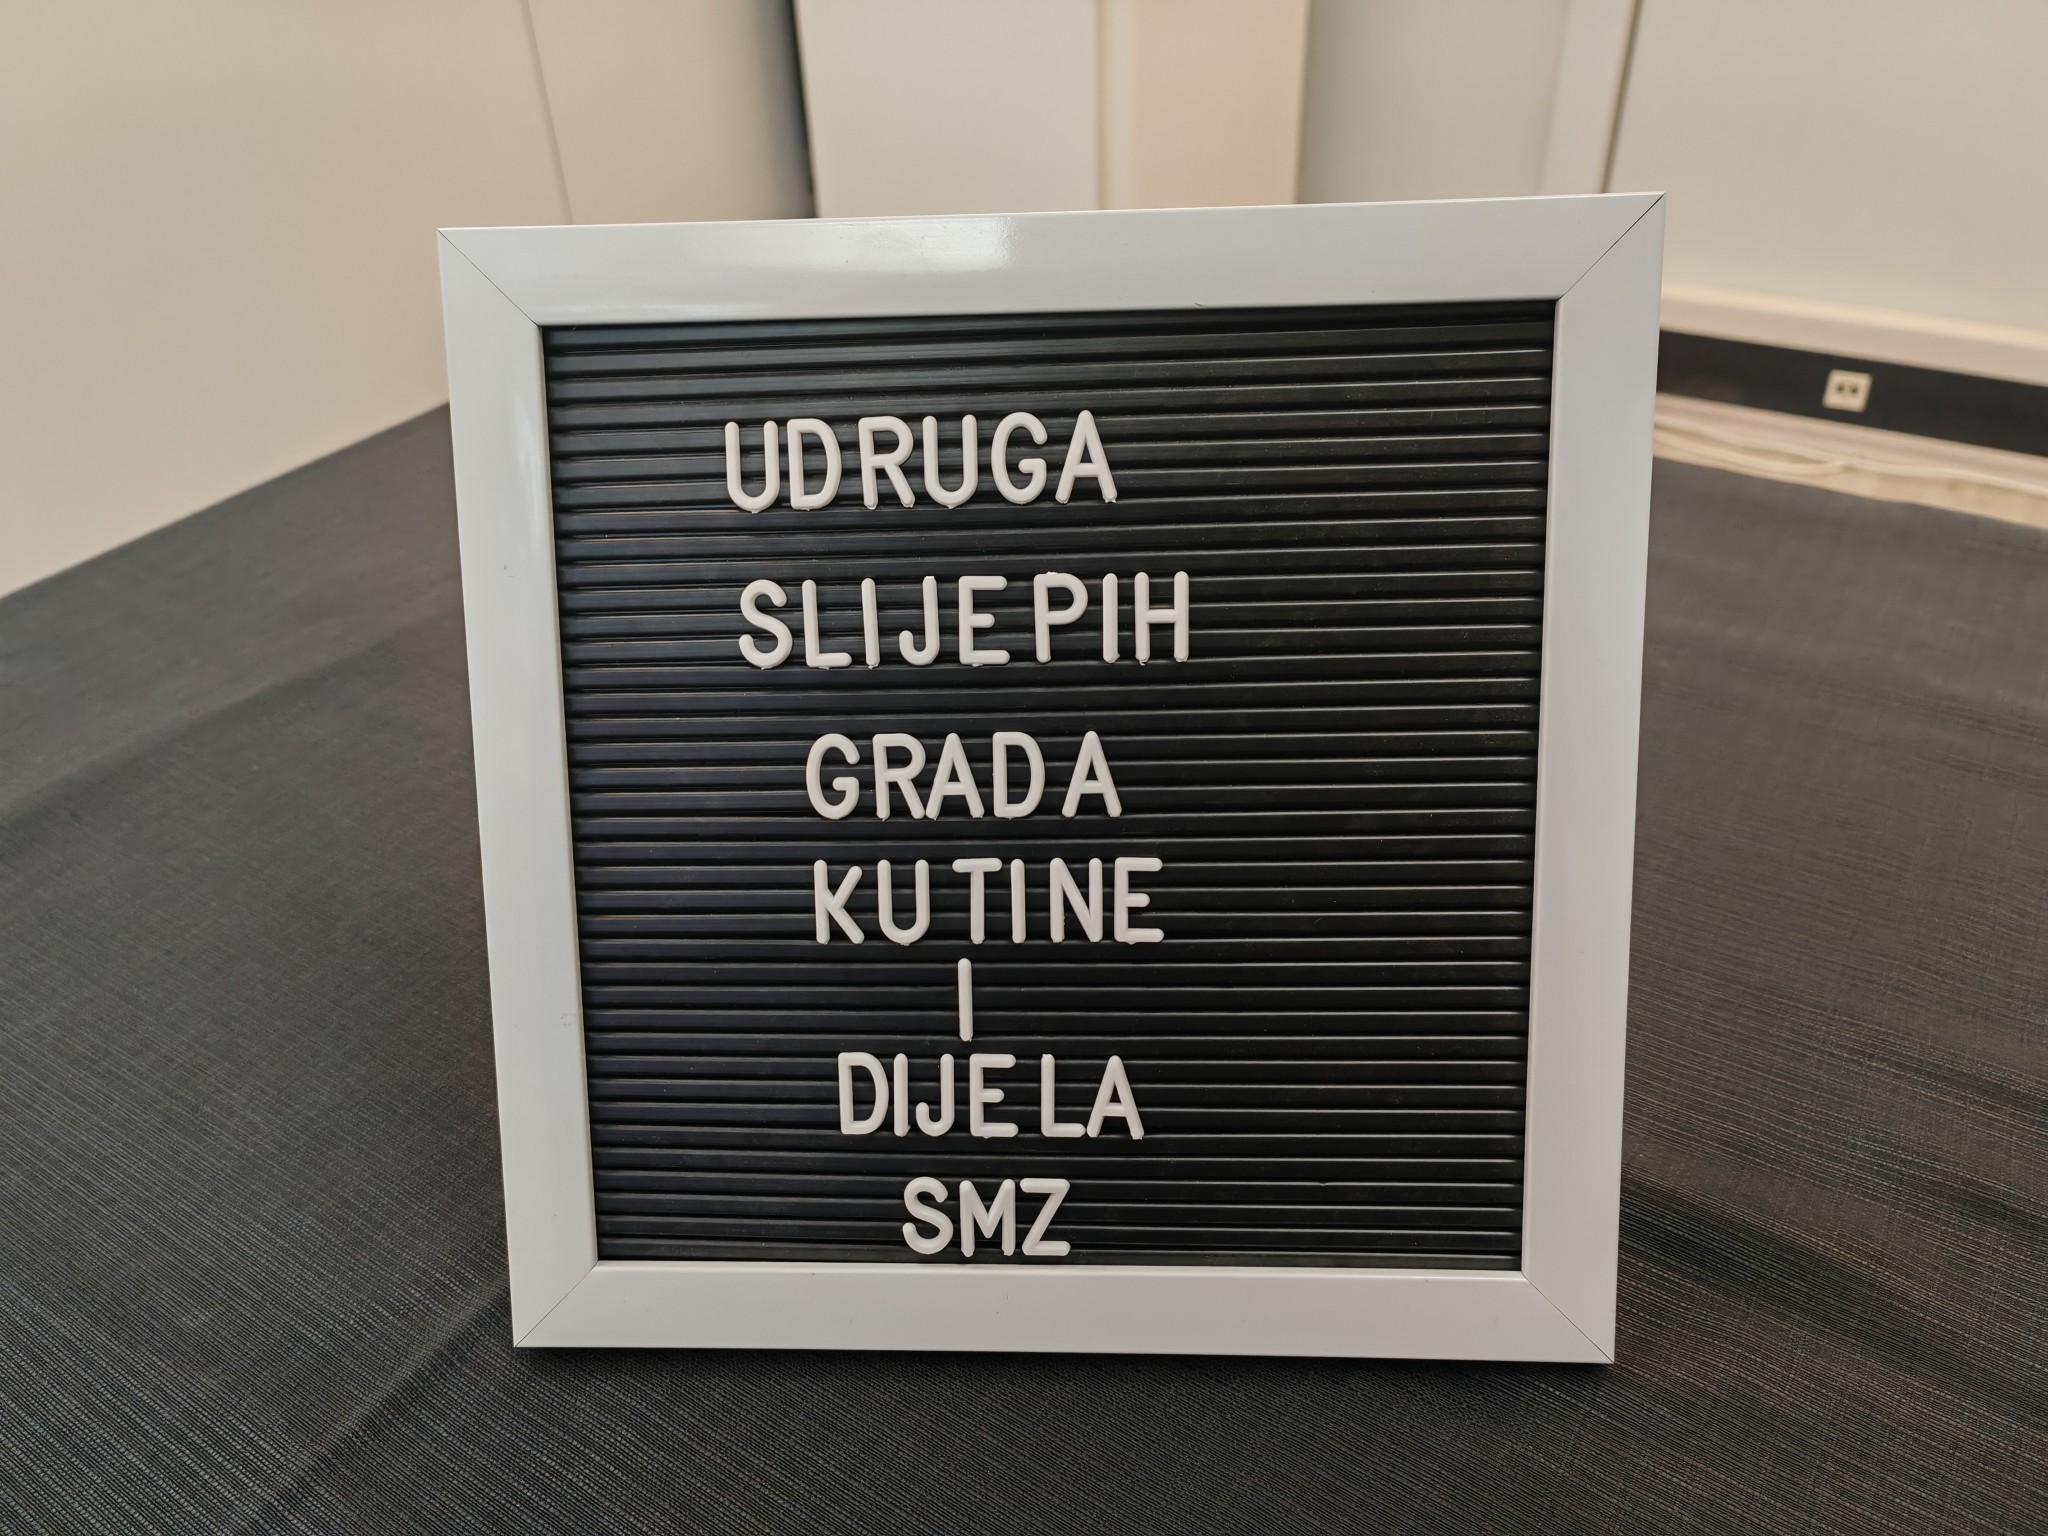 UDRUGA
SLIJEPIH
GRADA
KUTINE
I
DIJELA
SMZ